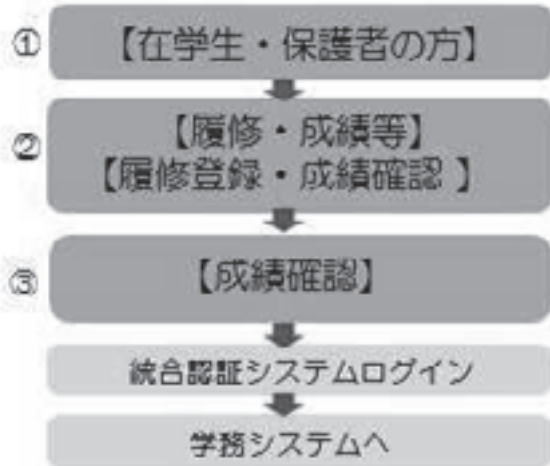 ① 【在学生・保護者の方】
② 【履修・成績等】
【履修登録・成績確認 】
③ 【成績確認】
統合認証システムログイン
学務システムへ